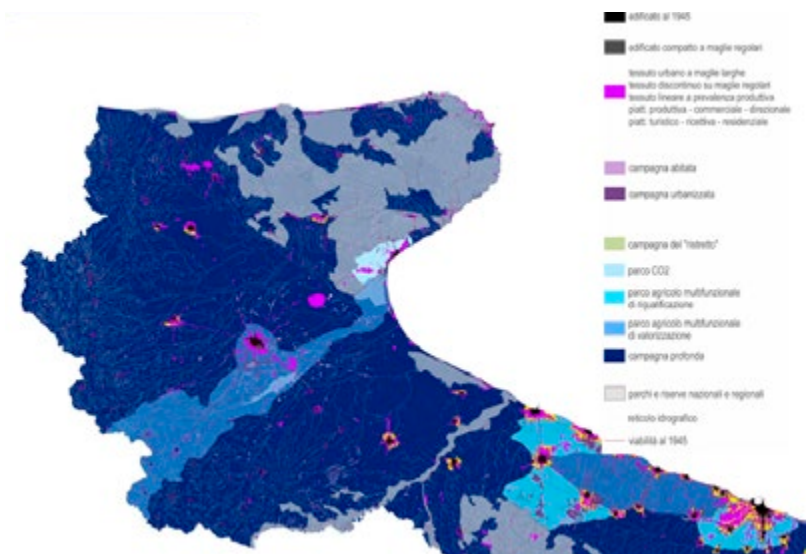 edificato al 1945
edificato compatto a maglie regolari
tessuto urbano a maglie larghe
tessuto discontinuo su maglie regolari
tessuto lineare a prevalenza produttiva
piatt. produttiva - commerciale - direzionale
piatt. turistico - ricettiva - residenziale
campagna abitata
campagna urbanizzata
campagna del "ristretto"
parco CO2
parco agricolo multifunzionale
di riqualificazione
parco agricolo multifunzionale
di valorizzazione
campagna profonda
parchi e riserve nazionali e regionali
reticolo idrografico
viabilità al 1945